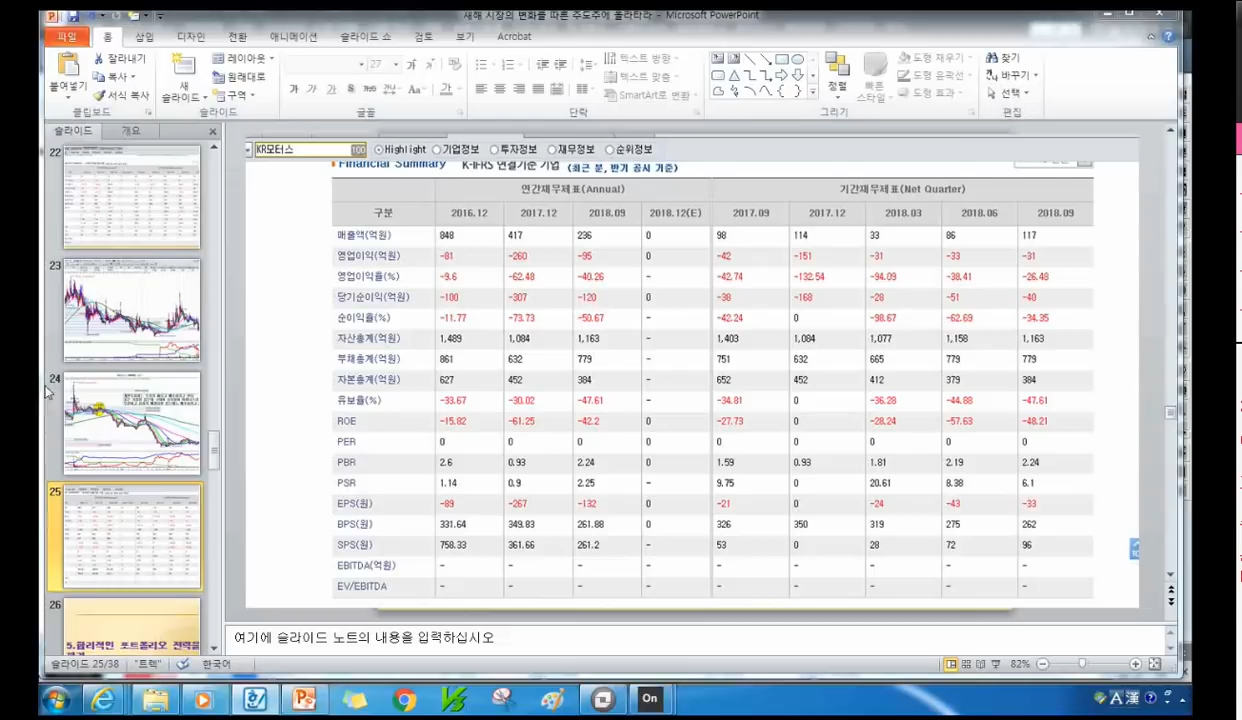 새해 시장의 변화를 따른 주도주에 올라타라 - Microsoft PowerPoint
파일 홈 삽입 디자인 전환 애니메이션 슬라이드 쇼 검토 보기 Acrobat
붙여넣기 잘라내기 복사 서식 복사 클립보드
새 슬라이드 레이아웃 원래대로 구역 슬라이드
27 가 가 가 글꼴
텍스트 방향 텍스트 맞춤 SmartArt로 변환 단락
정렬 빠른 스타일 도형 채우기 도형 윤곽선 도형 효과 그리기
찾기 바꾸기 선택 편집
슬라이드 개요
22
23
24
25
26
5.합리적인 포트폴리오 전략을
KR모터스 Highlight 기업정보 투자정보 재무정보 순위정보
Financial Summary K-IFRS 연결기준 기업 (최근 분, 반기 공시 기준)
연간재무제표(Annual) 기간재무제표(Net Quarter)
구분 2016.12 2017.12 2018.09 2018.12(E) 2017.09 2017.12 2018.03 2018.06 2018.09
매출액(억원) 848 417 236 0 98 114 33 86 117
영업이익(억원) -81 -260 -95 0 -42 -151 -31 -33 -31
영업이익률(%) -9.6 -62.48 -40.26 - -42.74 -132.54 -94.09 -38.41 -26.48
당기순이익(억원) -100 -307 -120 0 -38 -168 -28 -51 -40
순이익률(%) -11.77 -73.73 -50.67 - -42.24 0 -98.67 -62.69 -34.35
자산총계(억원) 1,489 1,084 1,163 - 1,403 1,084 1,077 1,158 1,163
부채총계(억원) 861 632 779 - 751 632 665 779 779
자본총계(억원) 627 452 384 - 652 452 412 379 384
유보율(%) -33.67 -30.02 -47.61 - -34.81 -36.28 -44.88 -47.61
ROE -15.82 -61.25 -42.2 0 -27.73 -28.24 -57.63 -48.21
PER 0 0 0 0 0 0 0 0 0
PBR 2.6 0.93 2.24 0 1.59 0.93 1.81 2.19 2.24
PSR 1.14 0.9 2.25 0 9.75 0 20.61 8.38 6.1
EPS(원) -89 -267 -132 0 -21 0 -24 -43 -33
BPS(원) 331.64 349.83 261.88 0 326 350 319 275 262
SPS(원) 758.33 361.66 261.2 - 53 0 28 72 96
EBITDA(억원) - - - - - - - - -
EV/EBITDA - - - - - - - - -
여기에 슬라이드 노트의 내용을 입력하십시오
슬라이드 25/38 "트렉" 한국어 82%
On A 漢